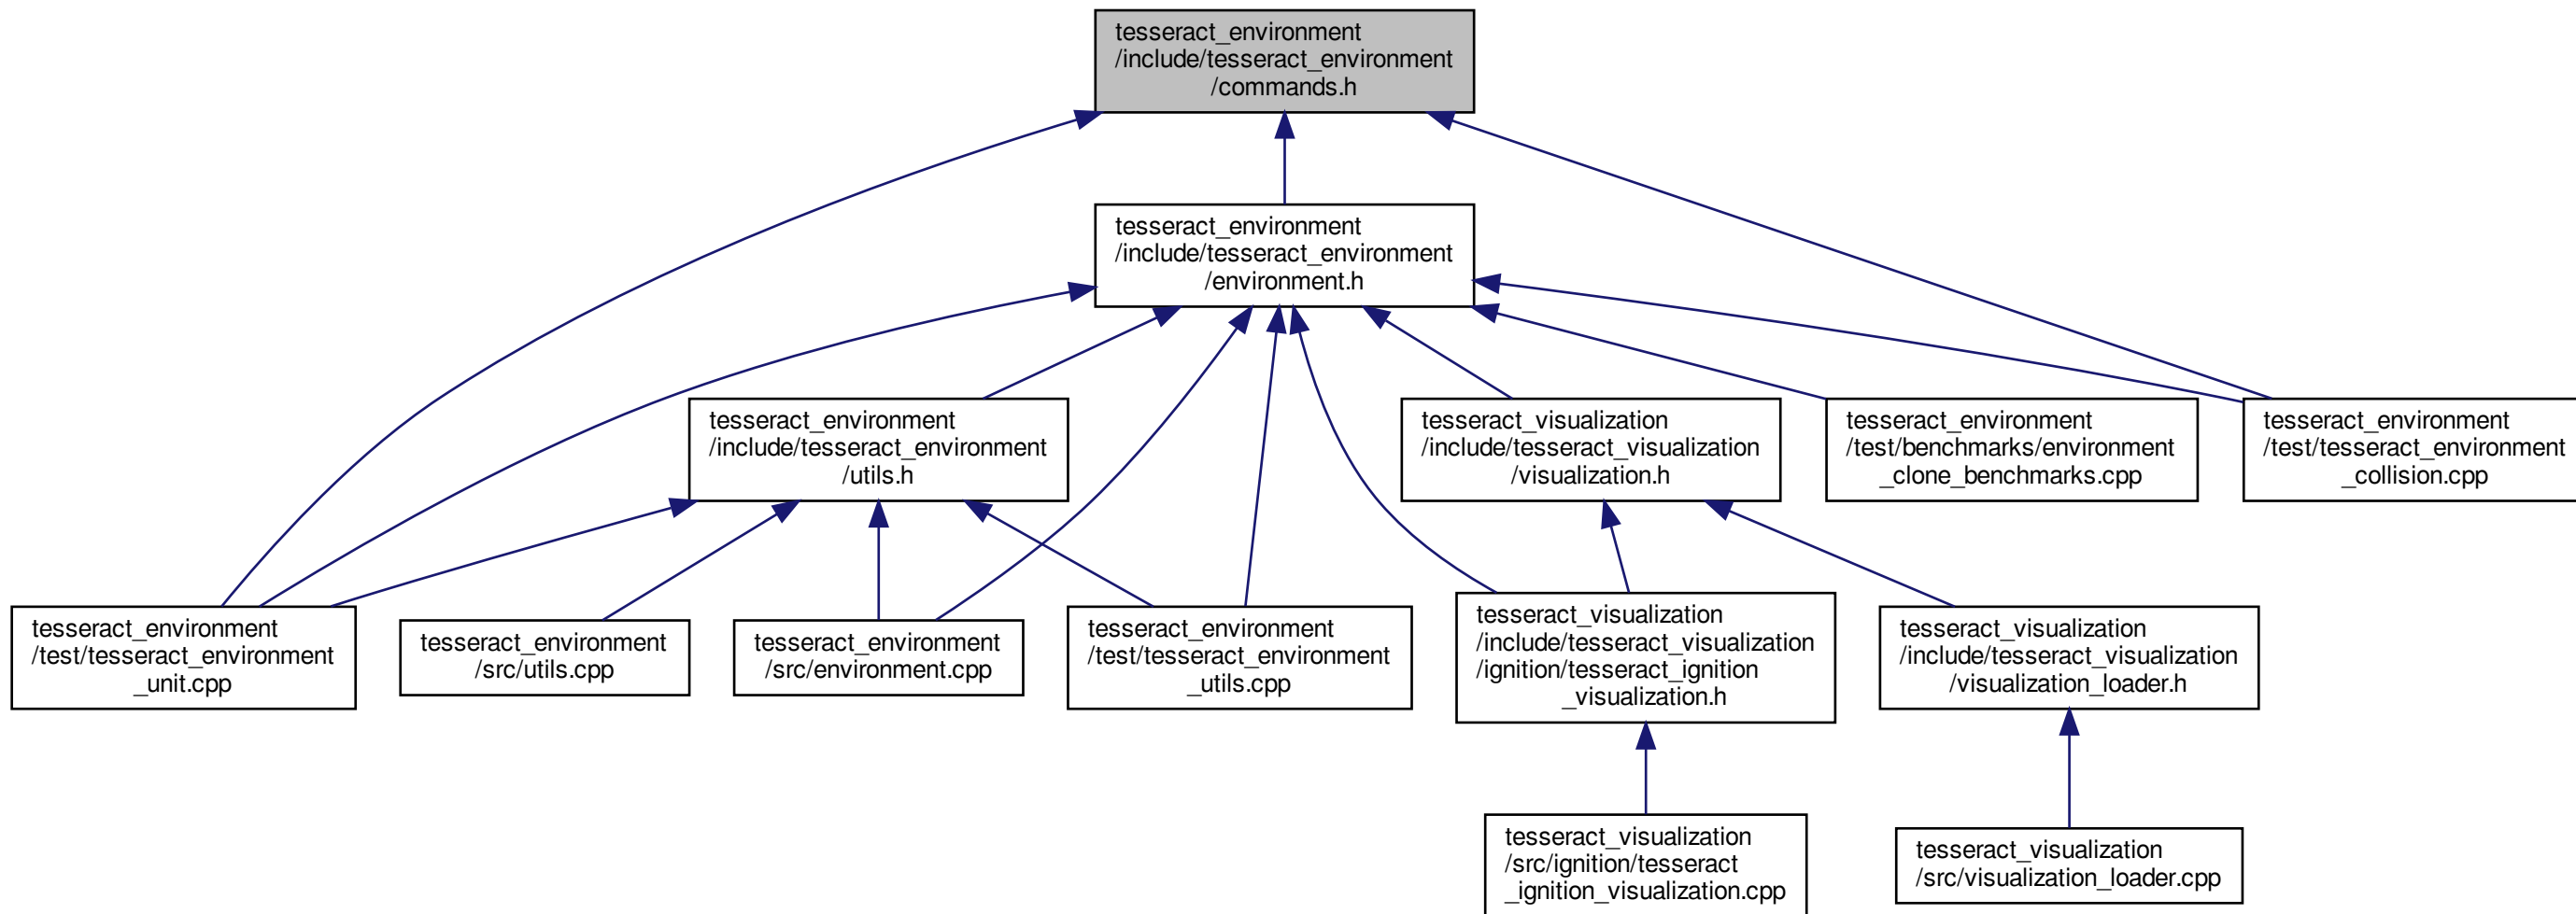 tesseract_environment
/include/tesseract_environment
/commands.h
tesseract_environment
/include/tesseract_environment
/environment.h
tesseract_environment
/include/tesseract_environment
/utils.h
tesseract_visualization
/include/tesseract_visualization
/visualization.h
tesseract_environment
/test/benchmarks/environment
_clone_benchmarks.cpp
tesseract_environment
/test/tesseract_environment
_collision.cpp
tesseract_environment
/test/tesseract_environment
_unit.cpp
tesseract_environment
/src/utils.cpp
tesseract_environment
/src/environment.cpp
tesseract_environment
/test/tesseract_environment
_utils.cpp
tesseract_visualization
/include/tesseract_visualization
/ignition/tesseract_ignition
_visualization.h
tesseract_visualization
/include/tesseract_visualization
/visualization_loader.h
tesseract_visualization
/src/ignition/tesseract
_ignition_visualization.cpp
tesseract_visualization
/src/visualization_loader.cpp